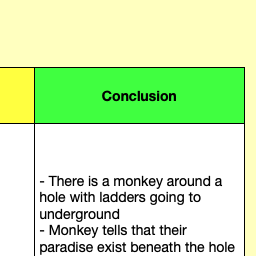 Conclusion
- There is a monkey around a
hole with ladders going to
underground
- Monkey tells that their
paradise exist beneath the hole